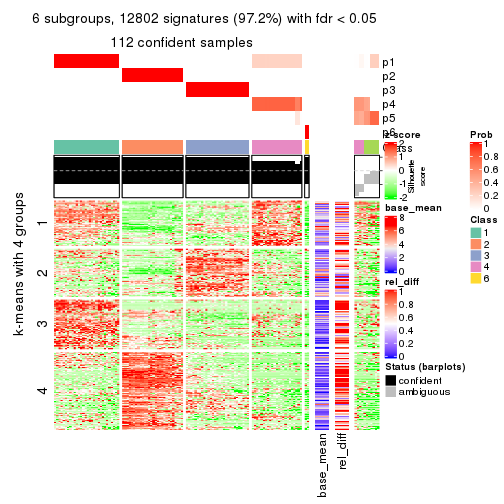 6 subgroups, 12802 signatures (97.2%) with fdr < 0.05
112 confident samples
p1
p2
p3
p4
p5
p6
Class
z-score
2
1
0
-1
-2
Silhouette
score
Prob
1
0.8
0.6
0.4
0.2
0
base_mean
8
6
4
2
0
Class
1
2
3
4
6
rel_diff
1
0.8
0.6
0.4
0.2
0
Status (barplots)
confident
ambiguous
k-means with 4 groups
1
2
3
4
base_mean
rel_diff